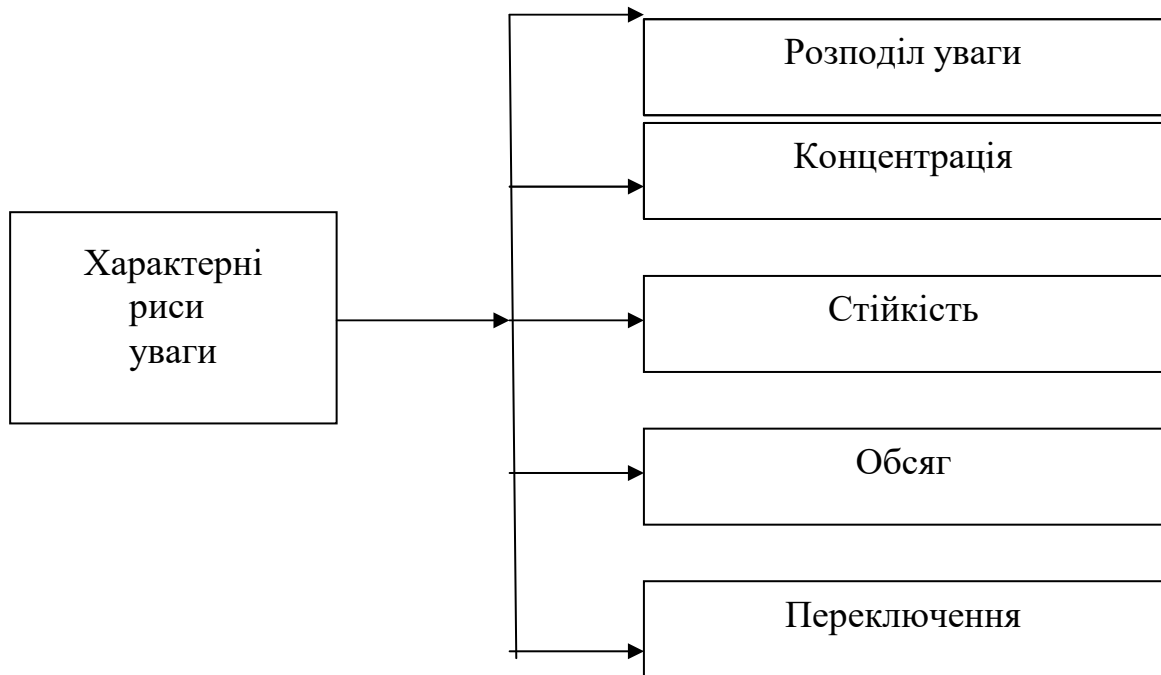 Характерні
риси
уваги
Розподіл уваги
Концентрація
Стійкість
Обсяг
Переключення